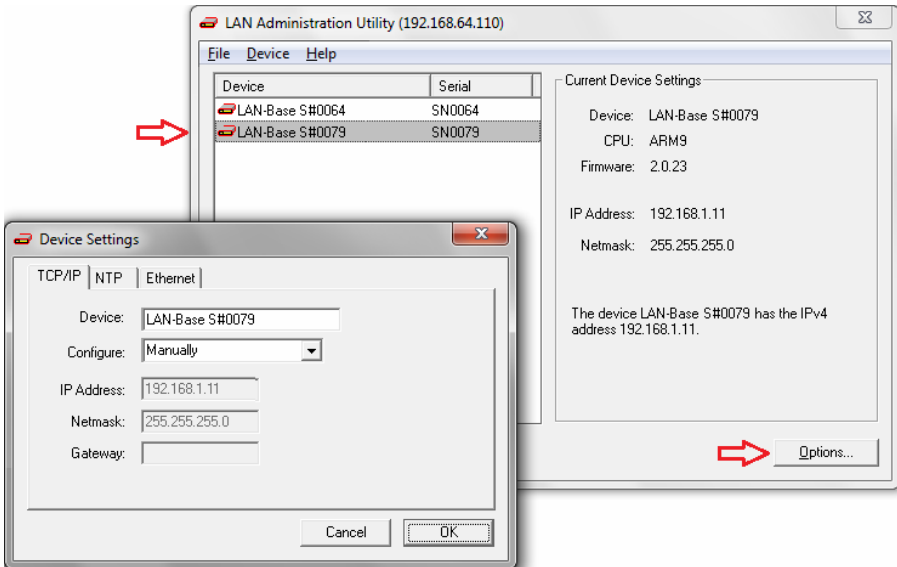 LAN Administration Utility (192.168.64.110)
File Device Help
Device Serial
LAN-Base S#0064 SN0064
LAN-Base S#0079 SN0079
Current Device Settings
Device: LAN-Base S#0079
CPU: ARM9
Firmware: 2.0.23
IP Address: 192.168.1.11
Netmask: 255.255.255.0
The device LAN-Base S#0079 has the IPv4
address 192.168.1.11.
Options...
Device Settings
TCP/IP NTP Ethernet
Device: LAN-Base S#0079
Configure: Manually
IP Address: 192.168.1.11
Netmask: 255.255.255.0
Gateway:
Cancel OK